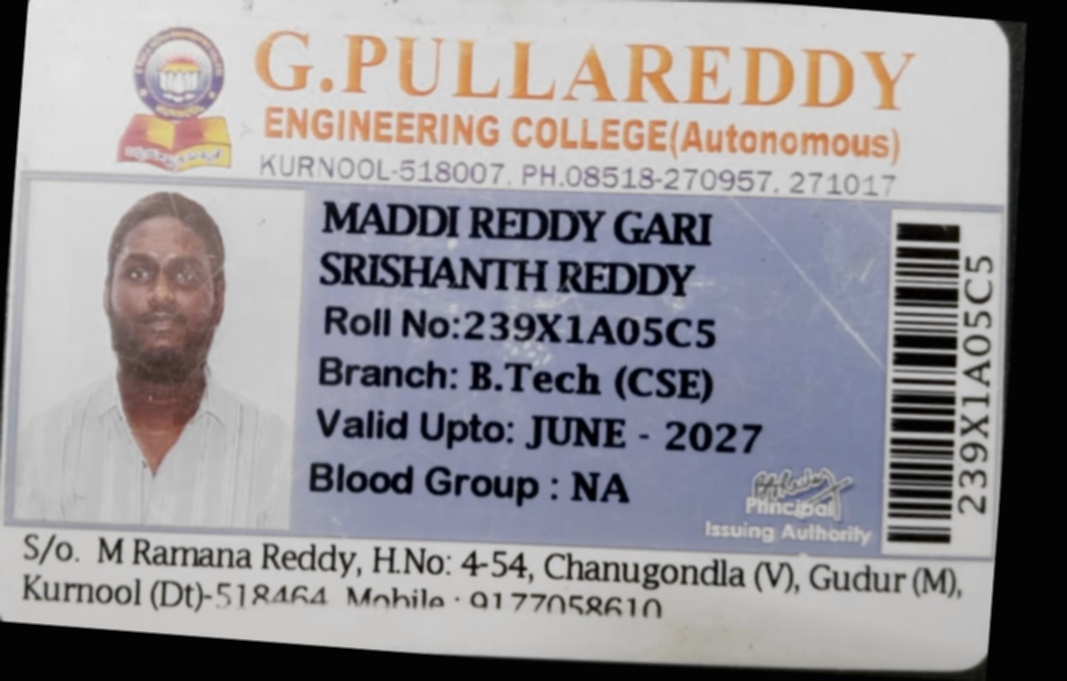 G.PULLAREDDY
ENGINEERING COLLEGE(Autonomous)
KURNOOL-518007. PH.08518-270957. 271017
MADDI REDDY GARI
SRISHANTH REDDY
Roll No:239X1A05C5
Branch: B.Tech (CSE)
Valid Upto: JUNE - 2027
Blood Group : NA
Principal
Issuing Authority
239X1A05C5
S/o. M Ramana Reddy, H.No: 4-54, Chanugondla (V), Gudur (M),
Kurnool (Dt)-518464 Mobile : 9177058610